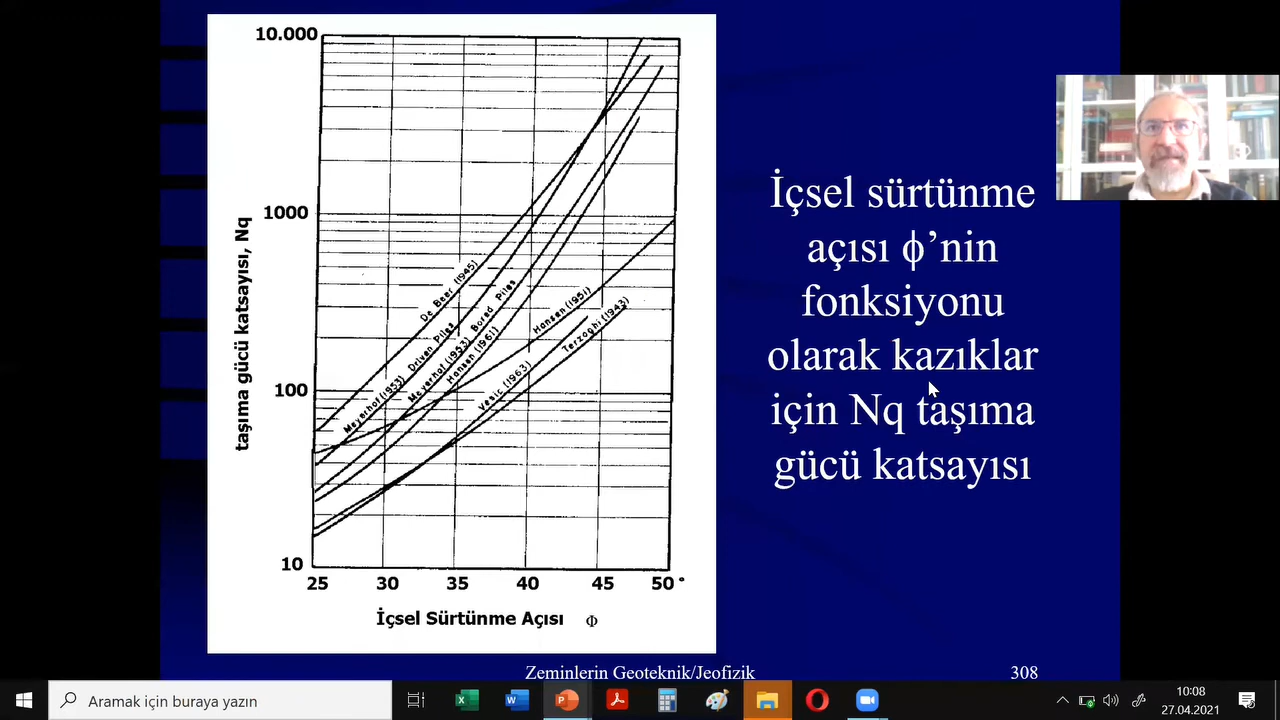 10.000
1000
100
10
taşıma gücü katsayısı, Nq
De Beer (1945)
Meyerhof (1953) Driven Piles
Meyerhof (1953) Bored Piles
Hansen (1961)
Hansen (1951)
Terzaghi (1943)
Vesic (1963)
25 30 35 40 45 50°
İçsel Sürtünme Açısı Φ
İçsel sürtünme
açısı ϕ’nin
fonksiyonu
olarak kazıklar
için Nq taşıma
gücü katsayısı
Zeminlerin Geoteknik/Jeofizik
308
Aramak için buraya yazın
10:08
27.04.2021